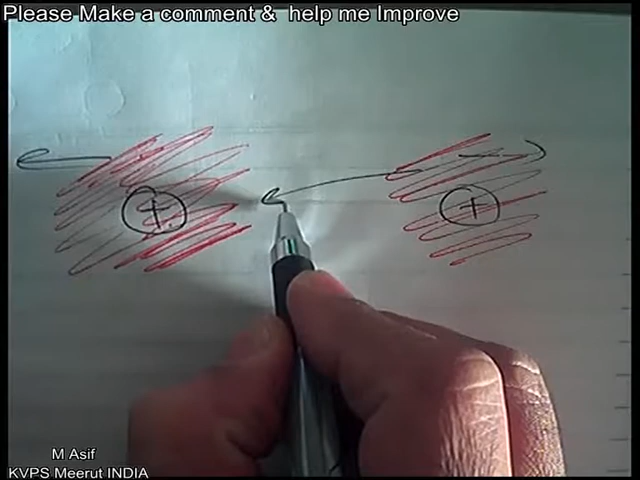 Please Make a comment & help me Improve
+ +
M Asif
KVPS Meerut INDIA